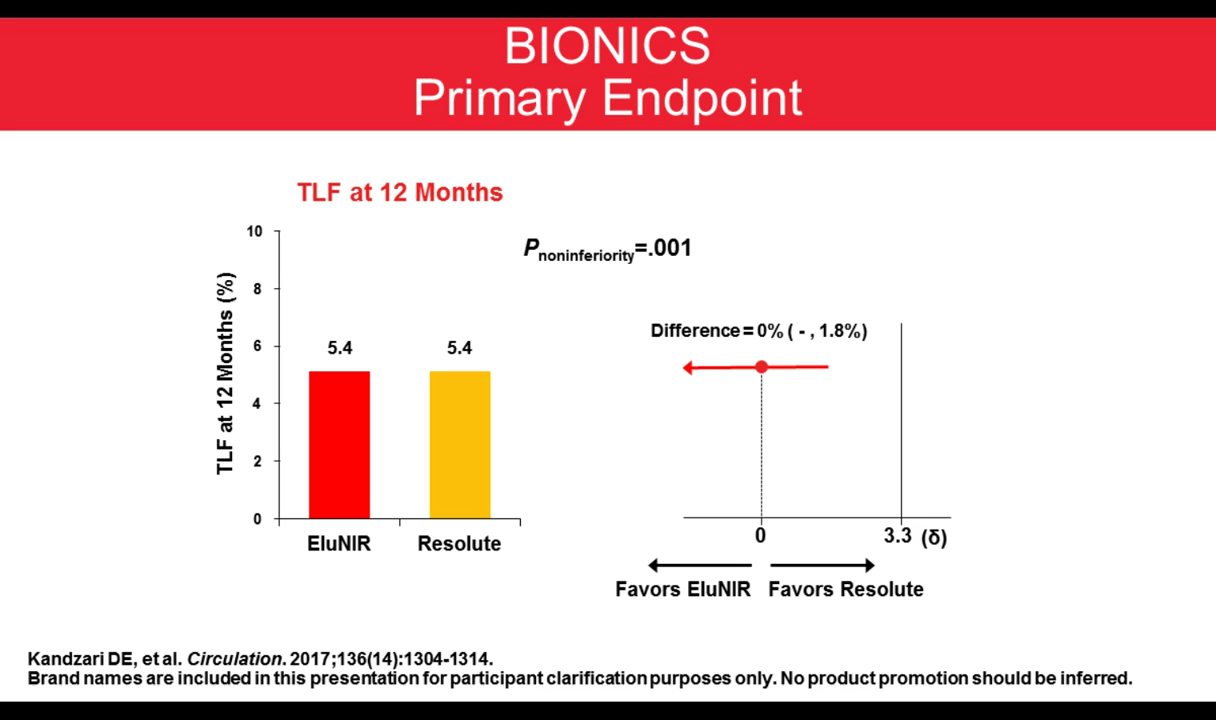 BIONICS
Primary Endpoint
TLF at 12 Months
TLF at 12 Months (%)
10
8
6
4
2
0
5.4
5.4
EluNIR
Resolute
Pnoninferiority=.001
Difference = 0% ( - , 1.8%)
0
3.3 (δ)
Favors EluNIR
Favors Resolute
Kandzari DE, et al. Circulation. 2017;136(14):1304-1314.
Brand names are included in this presentation for participant clarification purposes only. No product promotion should be inferred.